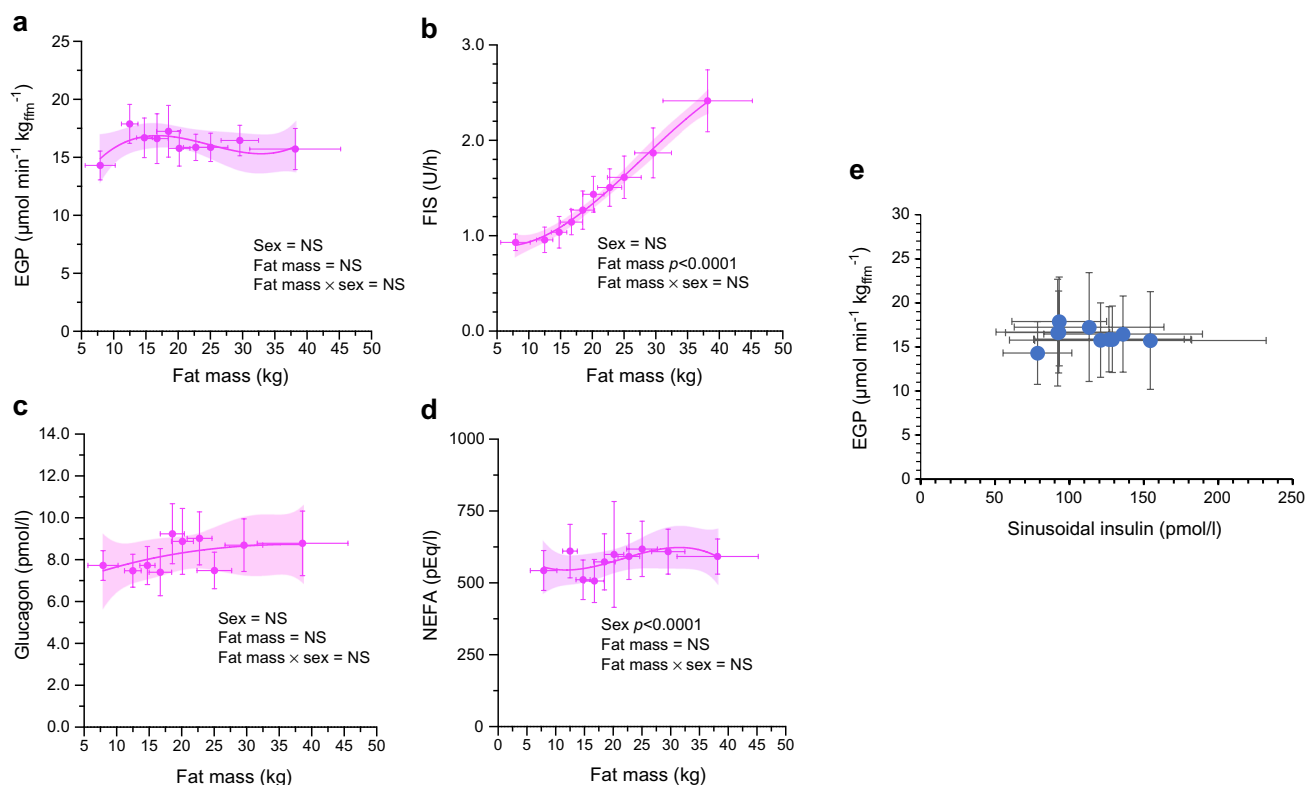 a
25
20
15
10
5
0
EGP (µmol min⁻¹ kgffm⁻¹)
Sex = NS
Fat mass = NS
Fat mass × sex = NS
5 10 15 20 25 30 35 40 45 50
Fat mass (kg)
b
3.0
2.0
1.0
0.0
FIS (U/h)
Sex = NS
Fat mass p<0.0001
Fat mass × sex = NS
5 10 15 20 25 30 35 40 45 50
Fat mass (kg)
c
14.0
12.0
10.0
8.0
6.0
4.0
2.0
0.0
Glucagon (pmol/l)
Sex = NS
Fat mass = NS
Fat mass × sex = NS
5 10 15 20 25 30 35 40 45 50
Fat mass (kg)
d
1000
750
500
250
0
NEFA (pEq/l)
Sex p<0.0001
Fat mass = NS
Fat mass × sex = NS
0 5 10 15 20 25 30 35 40 45 50
Fat mass (kg)
e
30
25
20
15
10
5
0
EGP (µmol min⁻¹ kgffm⁻¹)
0 50 100 150 200 250
Sinusoidal insulin (pmol/l)